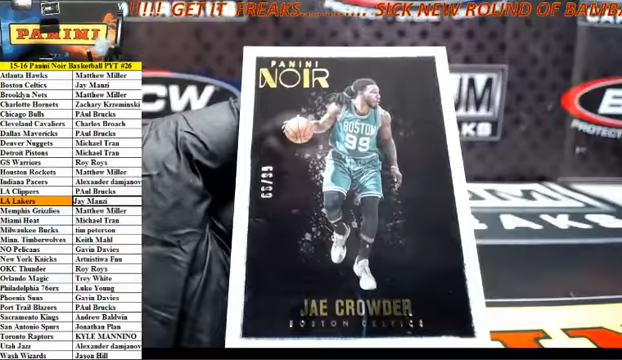 !!!!! GET IT FREAKS............ SICK NEW ROUND OF BAMBA
PANINI
15-16 Panini Noir Basketball PYT #26
Atlanta Hawks Matthew Miller
Boston Celtics Jay Manzi
Brooklyn Nets Matthew Miller
Charlotte Hornets Zachary Krzeminski
Chicago Bulls PAul Brucks
Cleveland Cavaliers Charles Broach
Dallas Mavericks PAul Brucks
Denver Nuggets Michael Tran
Detroit Pistons Michael Tran
GS Warriors Roy Roys
Houston Rockets Matthew Miller
Indiana Pacers Alexander damjanov
LA Clippers PAul Brucks
LA Lakers Jay Manzi
Memphis Grizzlies Matthew Miller
Miami Heat Michael Tran
Milwaukee Bucks tim peterson
Minn. Timberwolves Keith Mahl
NO Pelicans Gavin Davies
New York Knicks
OKC Thunder Roy Roys
Orlando Magic Trey White
Philadelphia 76ers Luke Young
Phoenix Suns Gavin Davies
Port Trail Blazers PAul Brucks
Sacramento Kings Andrew Baldwin
San Antonio Spurs Jonathan Plan
Toronto Raptors KYLE MANNINO
Utah Jazz Alexander damjanov
Wash Wizards Jason Hill
PANINI
NOIR
BOSTON
99
JAE CROWDER
BOSTON CELTICS
BCW